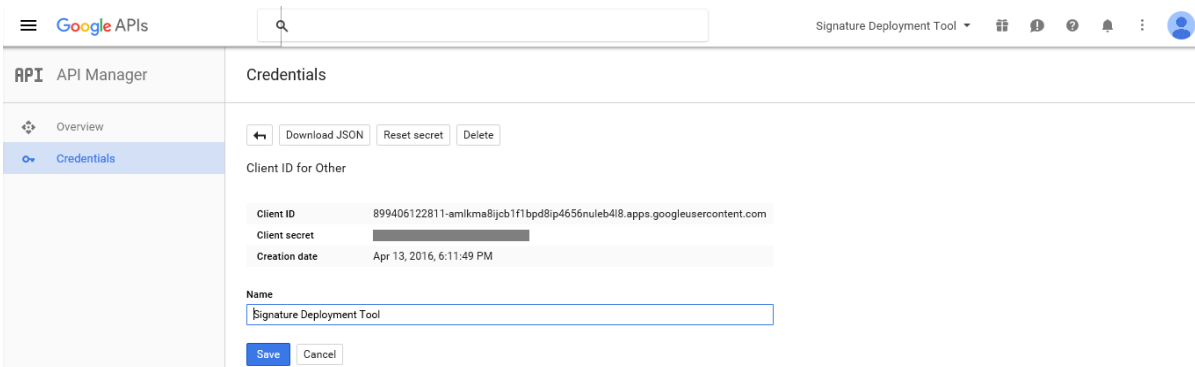 Google APIs
Signature Deployment Tool
API API Manager
Credentials
Overview
Credentials
Download JSON Reset secret Delete
Client ID for Other
Client ID 899406122811-amlkma8ijcb1f1bpd8ip4656nuleb4l8.apps.googleusercontent.com
Client secret
Creation date Apr 13, 2016, 6:11:49 PM
Name
Signature Deployment Tool
Save Cancel